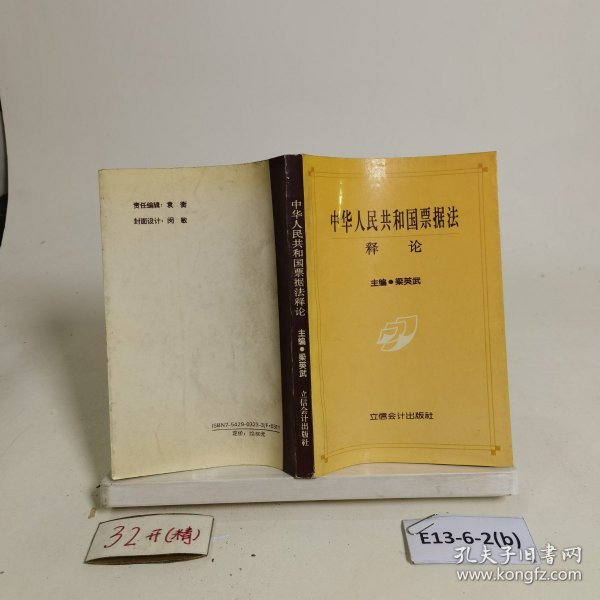 责任编辑：袁 衡
封面设计：闵 敏
中华人民共和国票据法释论
主编●梁英武
立信会计出版社
中华人民共和国票据法
释 论
主编●梁英武
立信会计出版社
32开(精)
E13-6-2(b)
孔夫子旧书网
www.kongfz.com